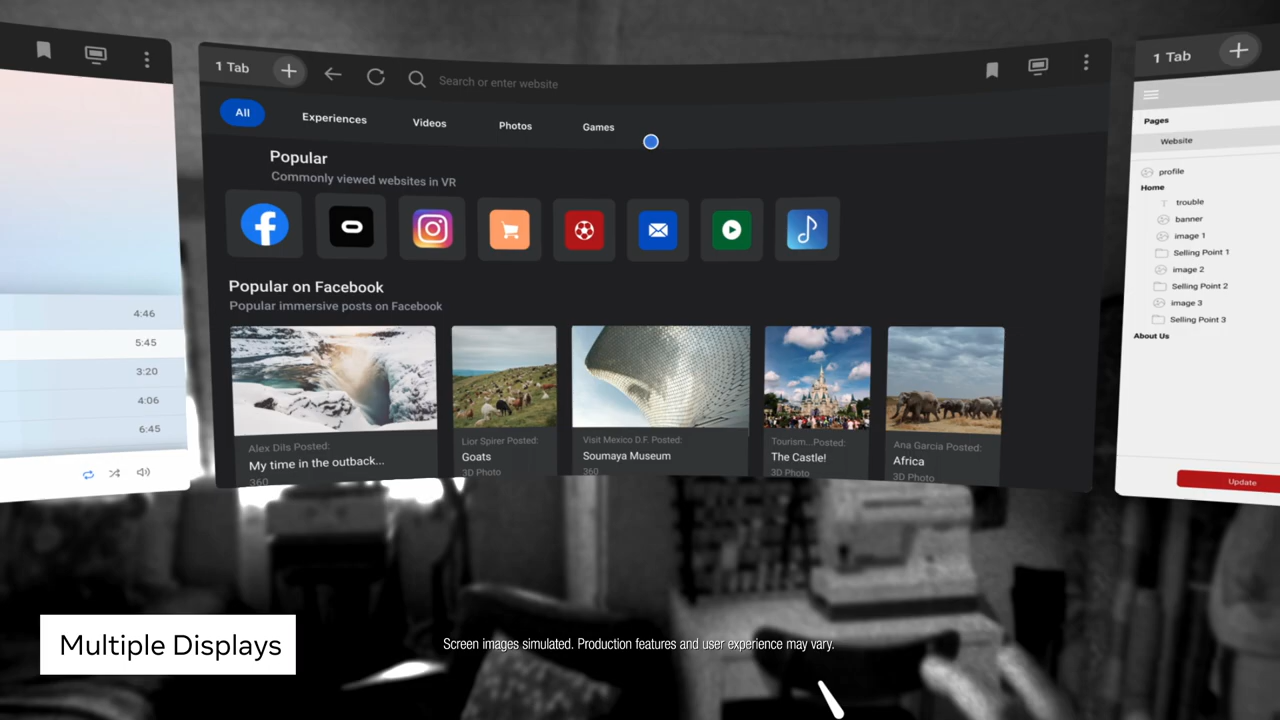 4:46
5:45
3:20
4:06
6:45
1 Tab
Search or enter website
All
Experiences
Videos
Photos
Games
Popular
Commonly viewed websites in VR
Popular on Facebook
Popular immersive posts on Facebook
Alex Dils Posted:
My time in the outback...
360
Lior Spirer Posted:
Goats
3D Photo
Visit Mexico D.F. Posted:
Soumaya Museum
360
Tourism...Posted:
The Castle!
3D Photo
Ana Garcia Posted:
Africa
3D Photo
1 Tab
Pages
Website
profile
Home
trouble
banner
image 1
Selling Point 1
image 2
Selling Point 2
image 3
Selling Point 3
About Us
Update
Multiple Displays
Screen images simulated. Production features and user experience may vary.